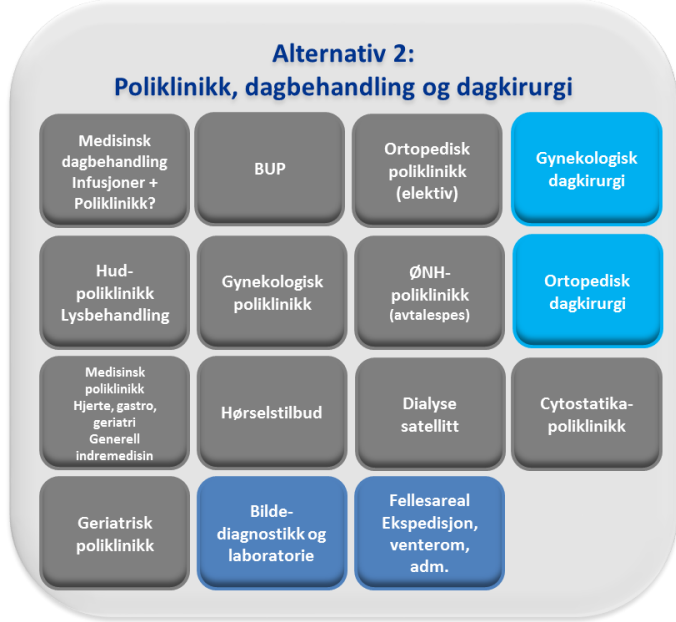 Alternativ 2:
Poliklinikk, dagbehandling og dagkirurgi
Medisinsk
dagbehandling
Infusjoner +
Poliklinikk?
BUP
Ortopedisk
poliklinikk
(elektiv)
Gynekologisk
dagkirurgi
Hud-
poliklinikk
Lysbehandling
Gynekologisk
poliklinikk
ØNH-
poliklinikk
(avtalespes)
Ortopedisk
dagkirurgi
Medisinsk
poliklinikk
Hjerte, gastro,
geriatri
Generell
indremedisin
Hørselstilbud
Dialyse
satellitt
Cytostatika-
poliklinikk
Geriatrisk
poliklinikk
Bilde-
diagnostikk og
laboratorie
Fellesareal
Ekspedisjon,
venterom,
adm.